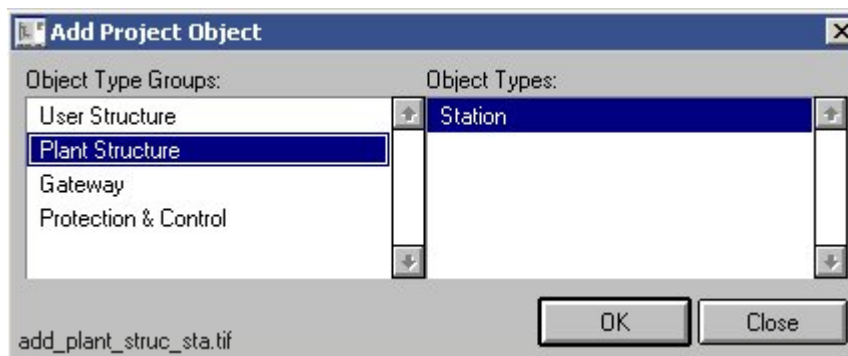 Add Project Object
Object Type Groups:
User Structure
Plant Structure
Gateway
Protection & Control
Object Types:
Station
OK
Close
add_plant_struc_sta.tif